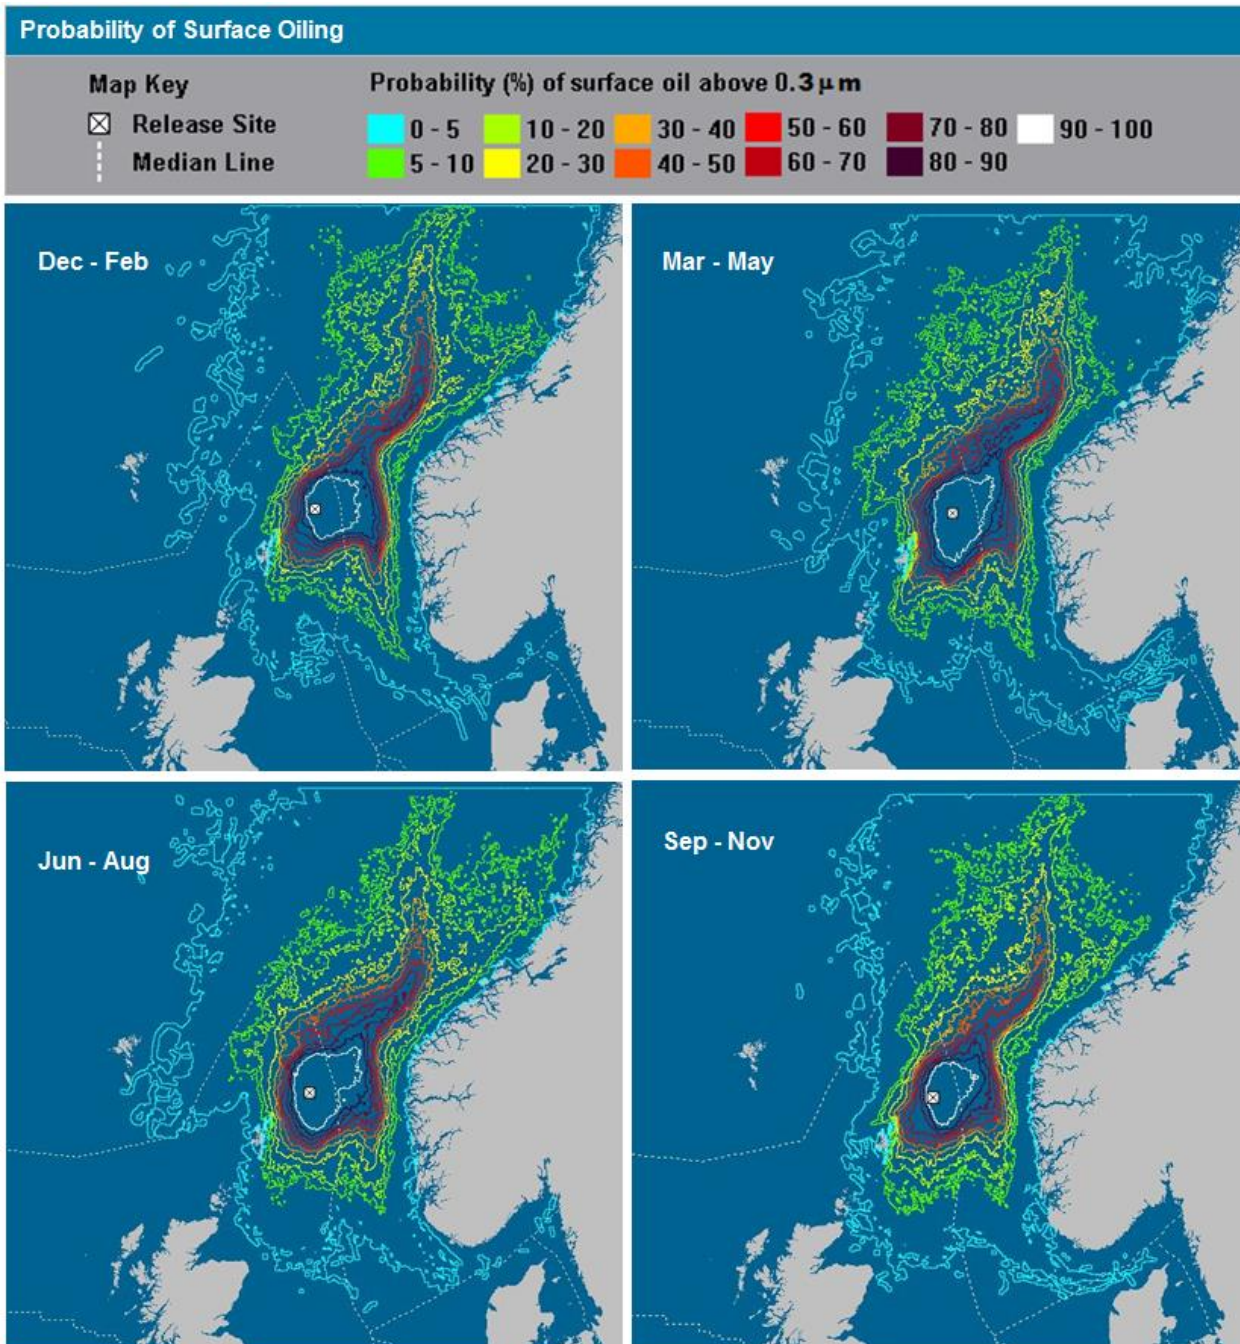 Probability of Surface Oiling
Map Key
Release Site
Median Line
Probability (%) of surface oil above 0.3 µm
0 - 5
10 - 20
30 - 40
50 - 60
70 - 80
90 - 100
5 - 10
20 - 30
40 - 50
60 - 70
80 - 90
Dec - Feb
Mar - May
Jun - Aug
Sep - Nov